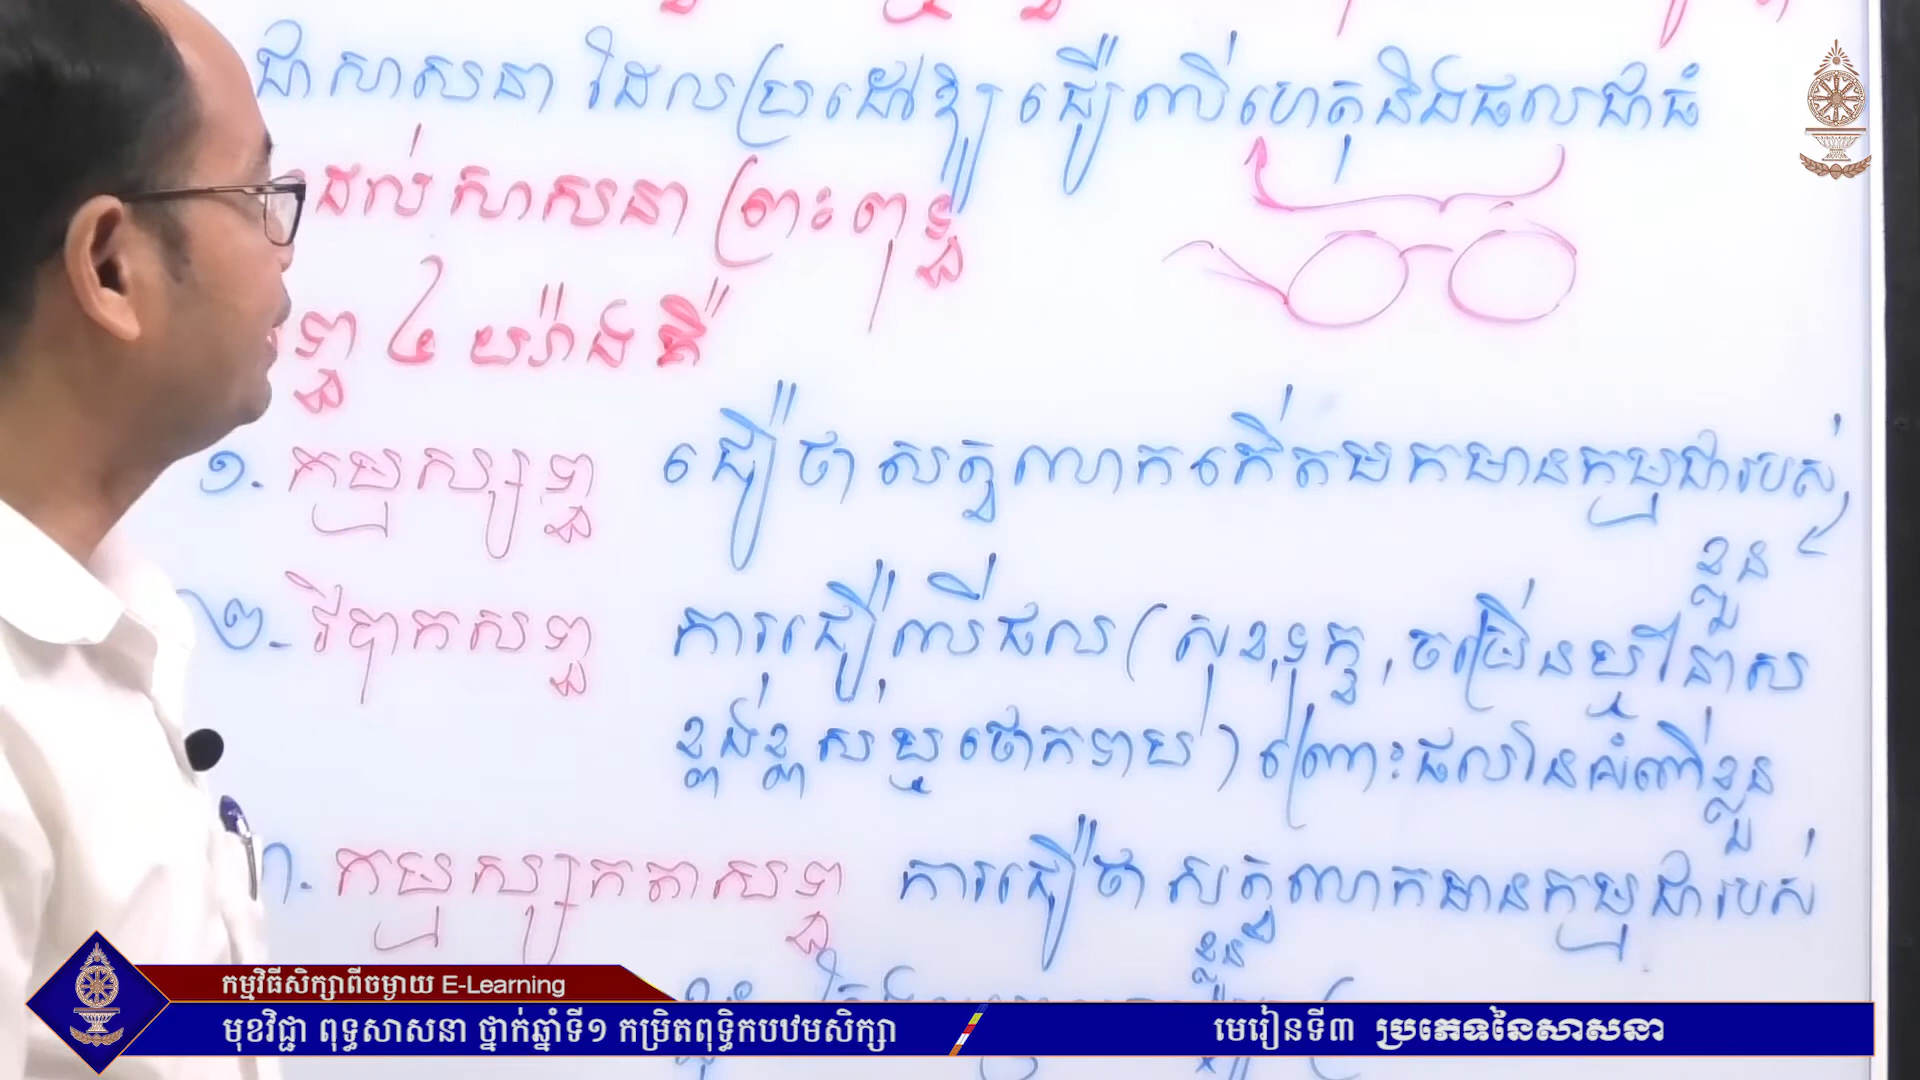 ជាសាសនា ដែលប្រដៅឱ្យជឿលើហេតុនិងផលជាធំ
ដល់សាសនាព្រះពុទ្ធ
៤ យ៉ាងគឺ
១. កម្មស្សទ្ធា ជឿថាសត្វលោកកើតមកមានកម្មជារបស់
ខ្លួន
២. វិបាកសទ្ធា ការជឿលើផល (សុខ,ទុក្ខ,ចម្រើនឬវិនាស
ខ្ពង់ខ្ពស់ឬថោកទាប) ព្រោះផលនៃអំពើខ្លួន
៣. កម្មស្សកតាសទ្ធា ការជឿថា សត្វលោកមានកម្មជារបស់
ខ្លួន
កម្មវិធីសិក្សាពីចម្ងាយ E-Learning
មុខវិជ្ជា ពុទ្ធសាសនា ថ្នាក់ឆ្នាំទី១ កម្រិតពុទ្ធិកបឋមសិក្សា
មេរៀនទី៣ ប្រភេទនៃសាសនា